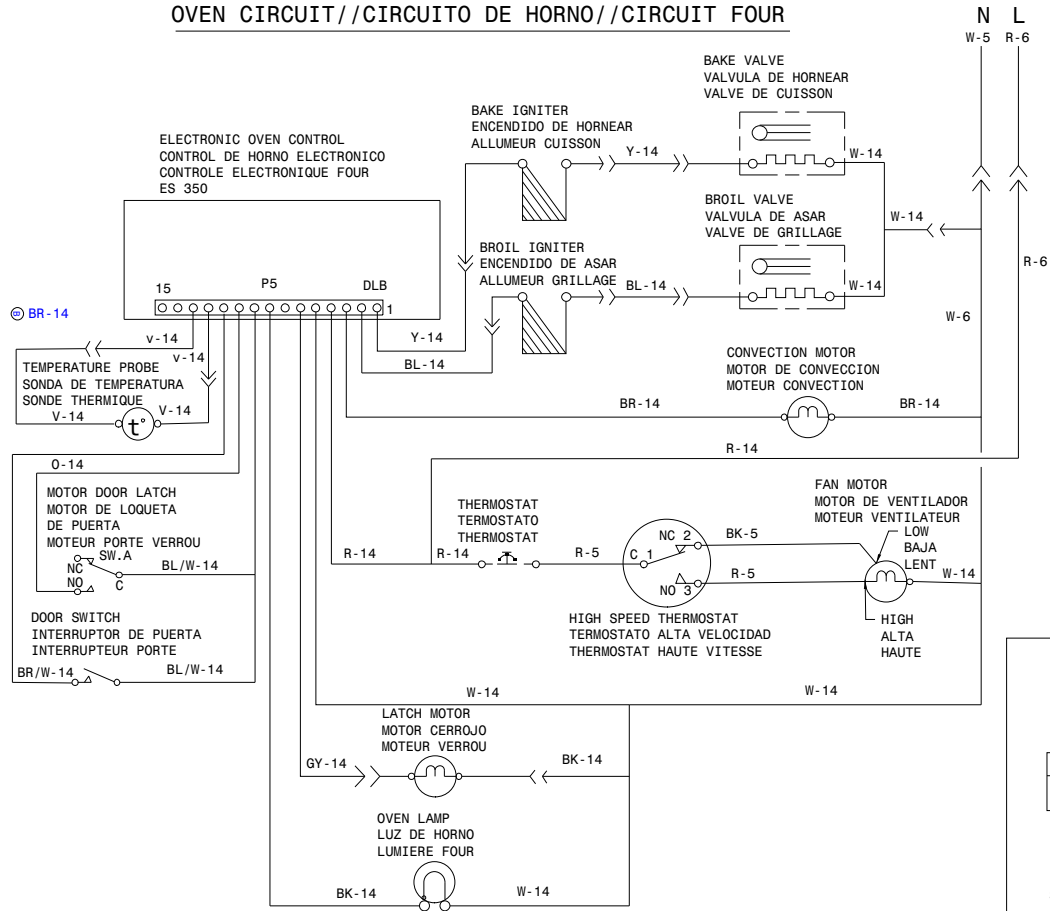 OVEN CIRCUIT//CIRCUITO DE HORNO//CIRCUIT FOUR
N L
W-5 R-6
BAKE VALVE
VALVULA DE HORNEAR
VALVE DE CUISSON
BAKE IGNITER
ENCENDIDO DE HORNEAR
ALLUMEUR CUISSON
Y-14
W-14
ELECTRONIC OVEN CONTROL
CONTROL DE HORNO ELECTRONICO
CONTROLE ELECTRONIQUE FOUR
ES 350
BROIL VALVE
VALVULA DE ASAR
VALVE DE GRILLAGE
W-14
BROIL IGNITER
ENCENDIDO DE ASAR
ALLUMEUR GRILLAGE
BL-14
W-14
R-6
15 P5 DLB
1
BR-14
W-6
v-14
v-14
Y-14
BL-14
TEMPERATURE PROBE
SONDA DE TEMPERATURA
SONDE THERMIQUE
V-14 V-14
t°
CONVECTION MOTOR
MOTOR DE CONVECCION
MOTEUR CONVECTION
BR-14 BR-14
R-14
O-14
MOTOR DOOR LATCH
MOTOR DE LOQUETA
DE PUERTA
MOTEUR PORTE VERROU
SW.A
NC
NO
C
BL/W-14
THERMOSTAT
TERMOSTATO
THERMOSTAT
R-14 R-14 R-5
C 1
NC 2
NO 3
BK-5
R-5
FAN MOTOR
MOTOR DE VENTILADOR
MOTEUR VENTILATEUR
LOW
BAJA
LENT
W-14
HIGH
ALTA
HAUTE
HIGH SPEED THERMOSTAT
TERMOSTATO ALTA VELOCIDAD
THERMOSTAT HAUTE VITESSE
DOOR SWITCH
INTERRUPTOR DE PUERTA
INTERRUPTEUR PORTE
BR/W-14 BL/W-14
W-14 W-14
LATCH MOTOR
MOTOR CERROJO
MOTEUR VERROU
GY-14 BK-14
OVEN LAMP
LUZ DE HORNO
LUMIERE FOUR
BK-14 W-14